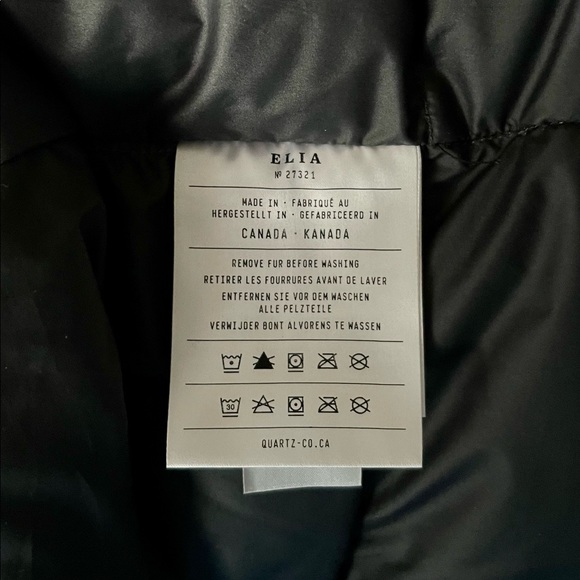 ELIA
Nº 27321
MADE IN · FABRIQUÉ AU
HERGESTELLT IN · GEFABRICEERD IN
CANADA · KANADA
REMOVE FUR BEFORE WASHING
RETIRER LES FOURRURES AVANT DE LAVER
ENTFERNEN SIE VOR DEM WASCHEN
ALLE PELZTEILE
VERWIJDER BONT ALVORENS TE WASSEN
30
QUARTZ-CO.CA